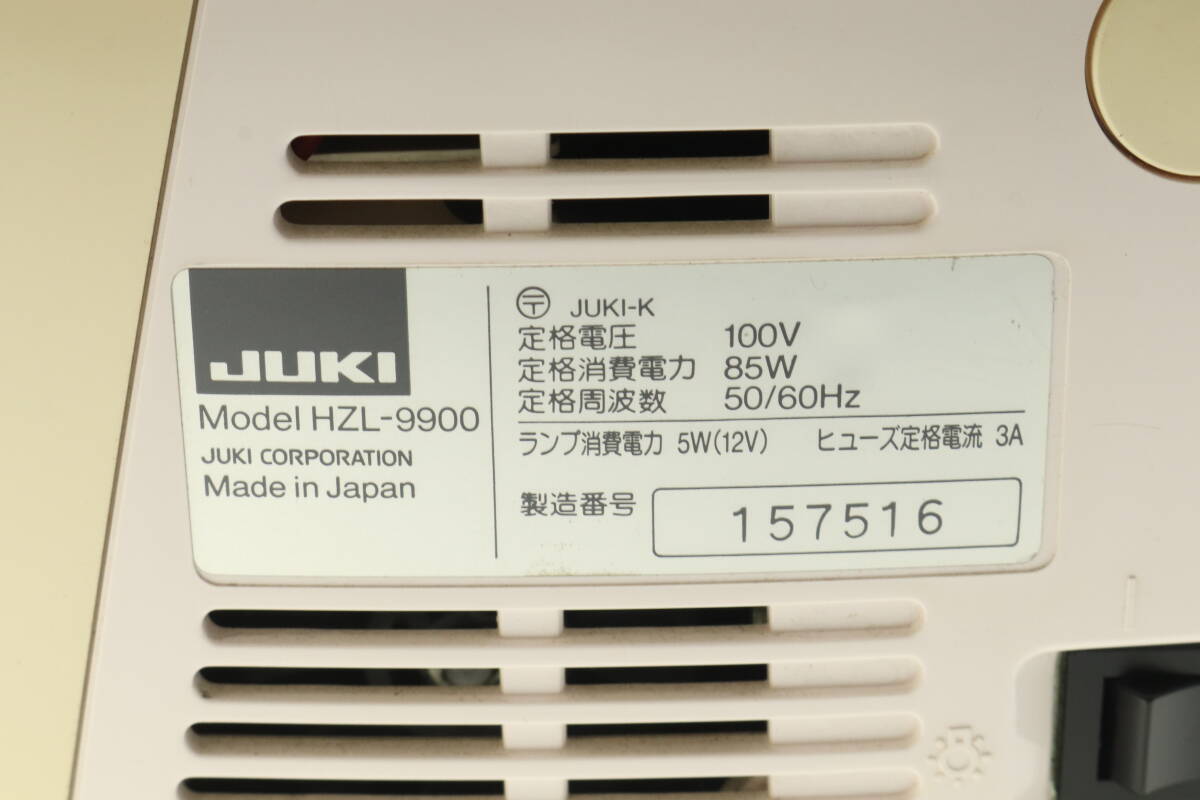 JUKI
Model HZL-9900
JUKI CORPORATION
Made in Japan
〶 JUKI-K
定格電圧 100V
定格消費電力 85W
定格周波数 50/60Hz
ランプ消費電力 5W(12V) ヒューズ定格電流 3A
製造番号 157516